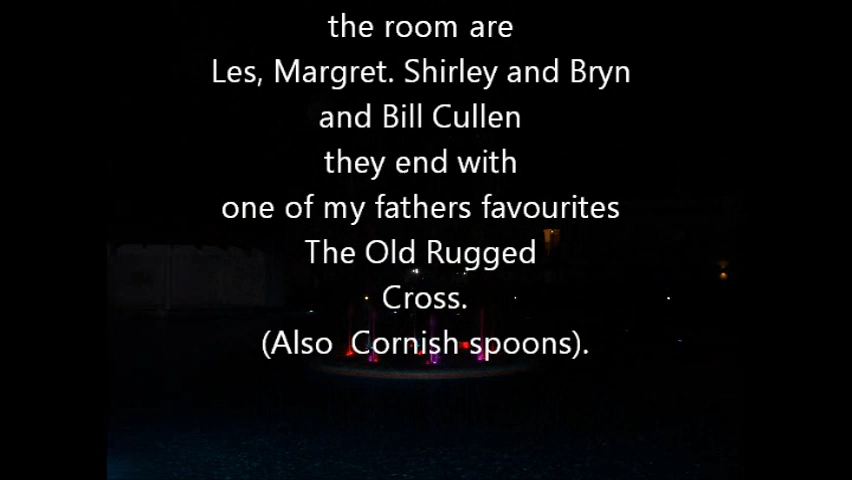 the room are
Les, Margret. Shirley and Bryn
and Bill Cullen
they end with
one of my fathers favourites
The Old Rugged
Cross.
(Also  Cornish spoons).